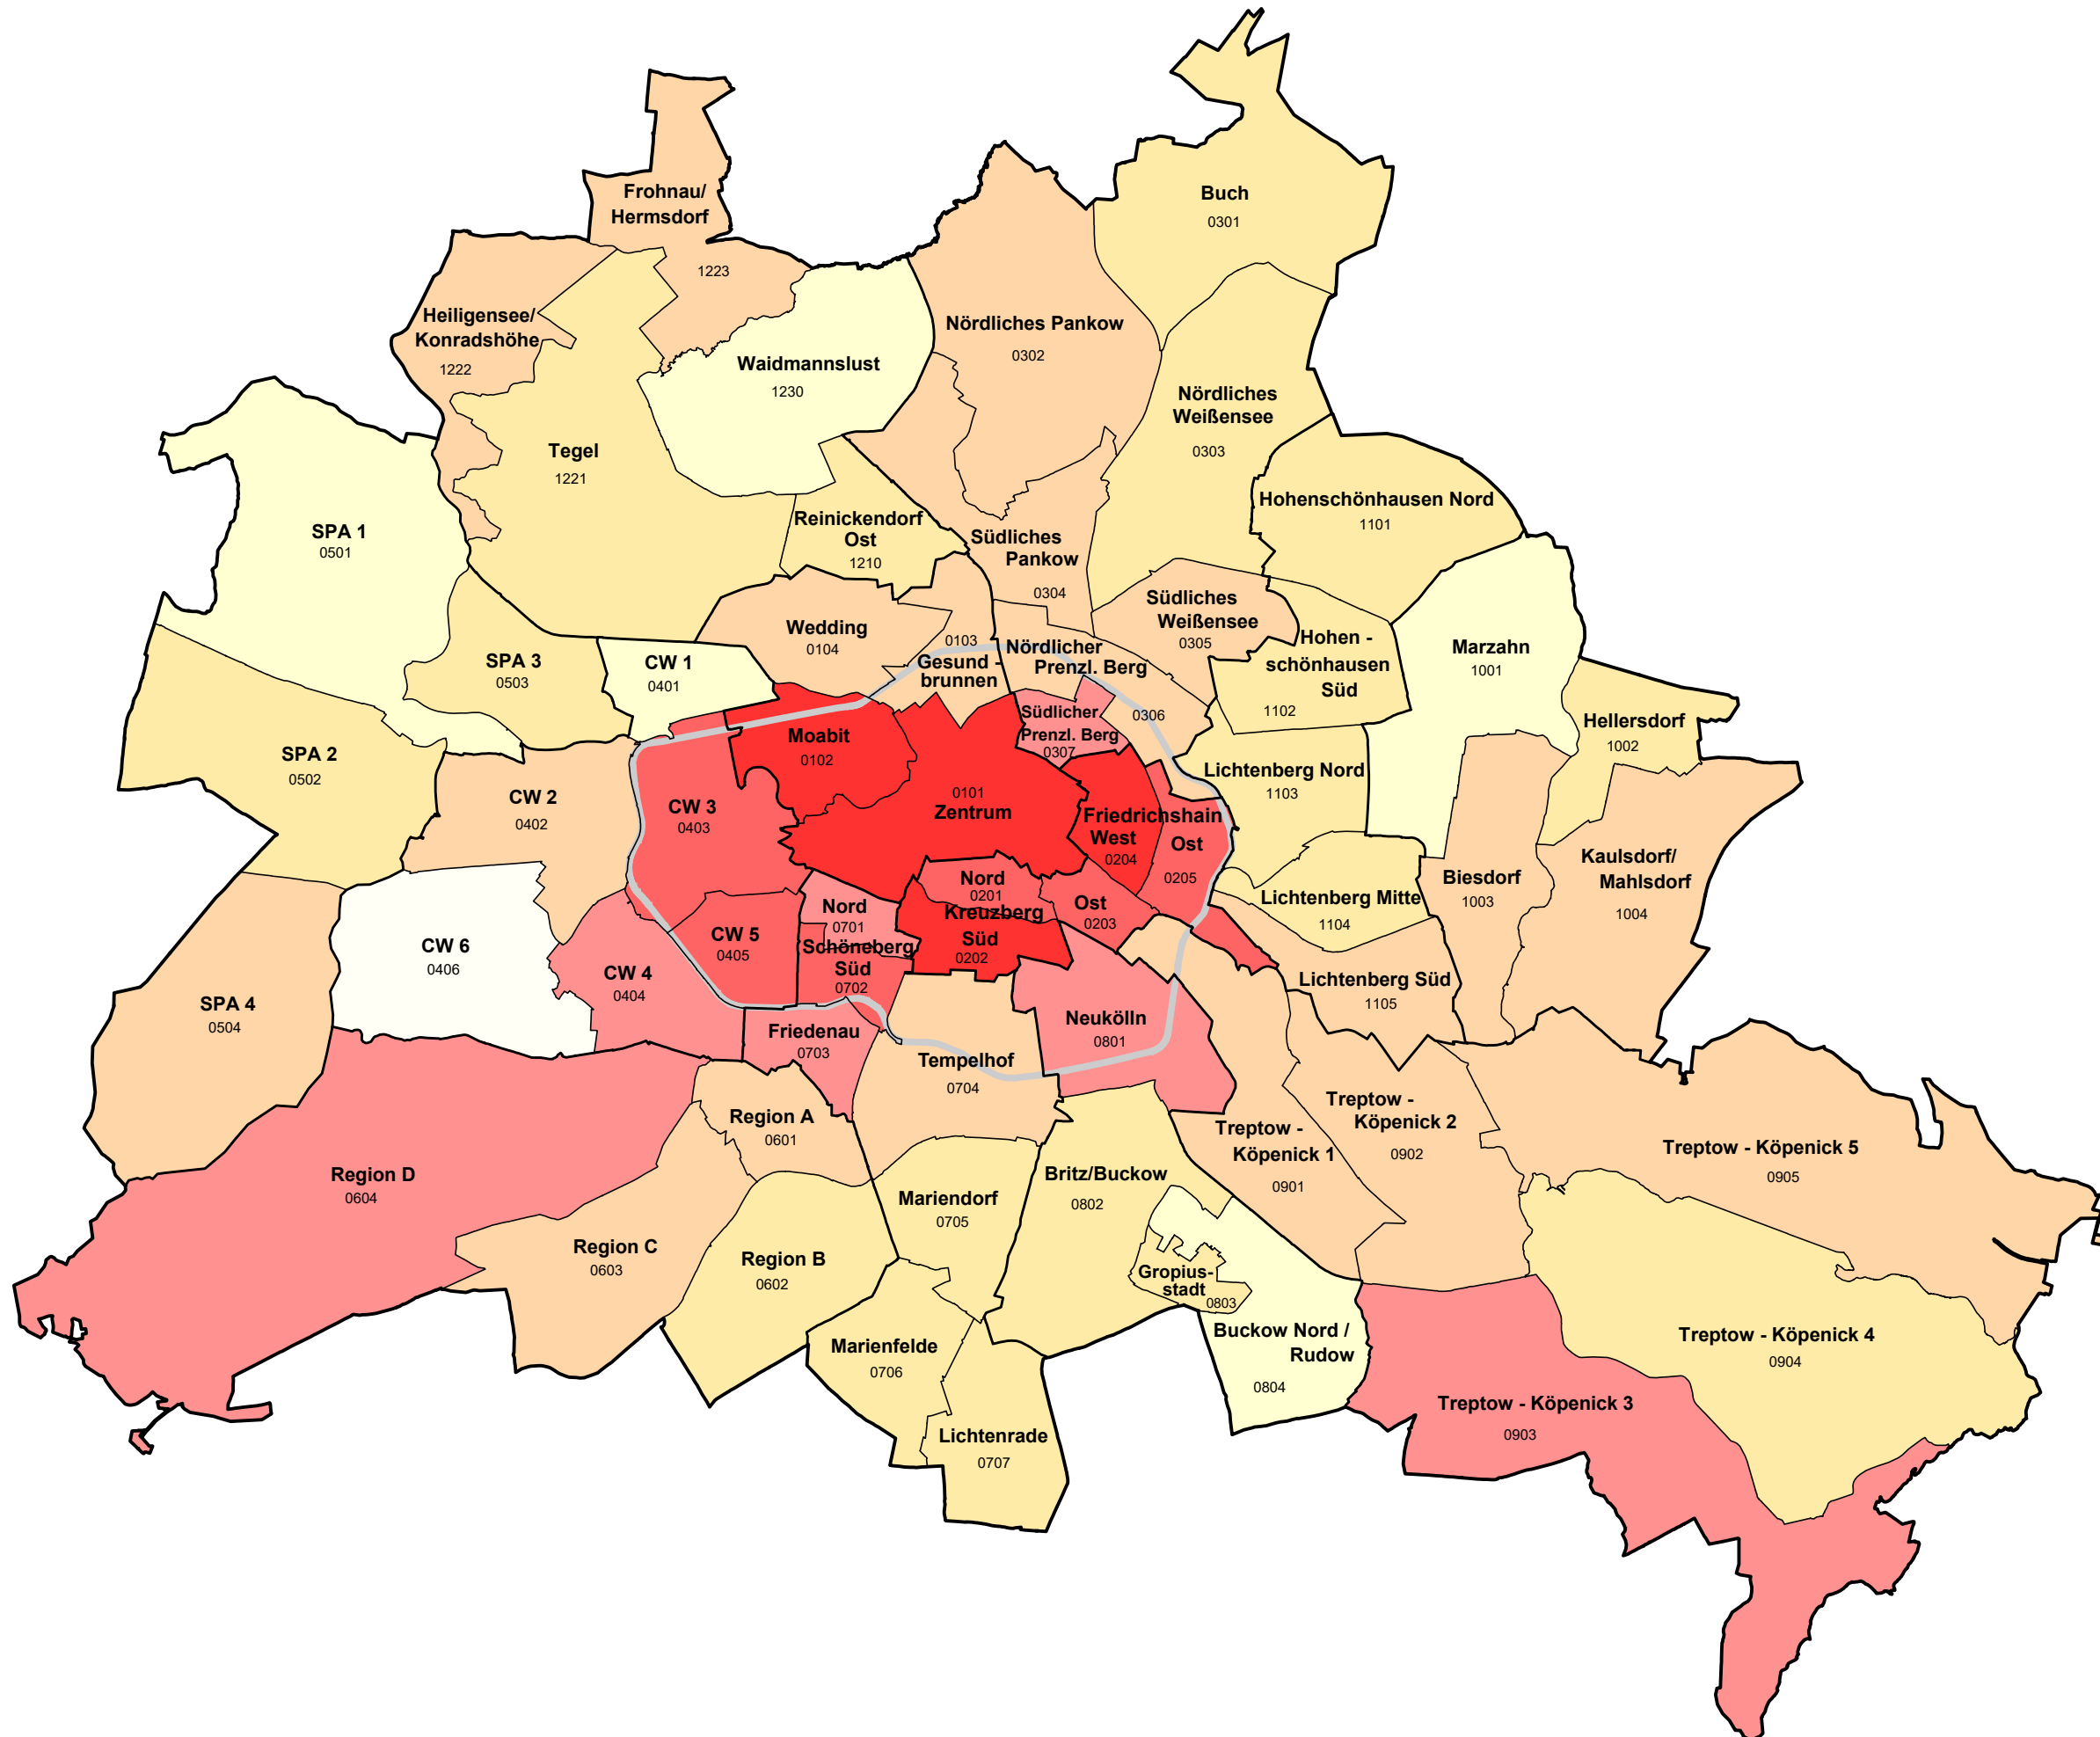 Frohnau/
Hermsdorf
1223
Buch
0301
Heiligensee/
Konradshöhe
1222
Nördliches Pankow
0302
Waidmannslust
1230
Nördliches
Weißensee
0303
Tegel
1221
Hohenschönhausen Nord
1101
SPA 1
0501
Reinickendorf
Ost
1210
Südliches
Pankow
0304
Südliches
Weißensee
0305
Wedding
0104
0103
Gesund -
brunnen
Nördlicher
Prenzl. Berg
0306
Hohen -
schönhausen
Süd
1102
Marzahn
1001
SPA 3
0503
CW 1
0401
Südlicher
Prenzl. Berg
0307
Hellersdorf
1002
SPA 2
0502
Moabit
0102
Lichtenberg Nord
1103
CW 2
0402
CW 3
0403
0101
Zentrum
Friedrichshain
West
0204
Ost
0205
Kaulsdorf/
Mahlsdorf
1004
Biesdorf
1003
Lichtenberg Mitte
1104
Nord
0201
Kreuzberg
Süd
0202
Ost
0203
Nord
0701
Schöneberg
Süd
0702
CW 5
0405
CW 6
0406
CW 4
0404
Lichtenberg Süd
1105
SPA 4
0504
Friedenau
0703
Neukölln
0801
Tempelhof
0704
Region A
0601
Treptow -
Köpenick 2
0902
Treptow -
Köpenick 1
0901
Treptow - Köpenick 5
0905
Region D
0604
Britz/Buckow
0802
Mariendorf
0705
Region C
0603
Region B
0602
Gropius-
stadt
0803
Buckow Nord /
Rudow
0804
Treptow - Köpenick 4
0904
Marienfelde
0706
Treptow - Köpenick 3
0903
Lichtenrade
0707